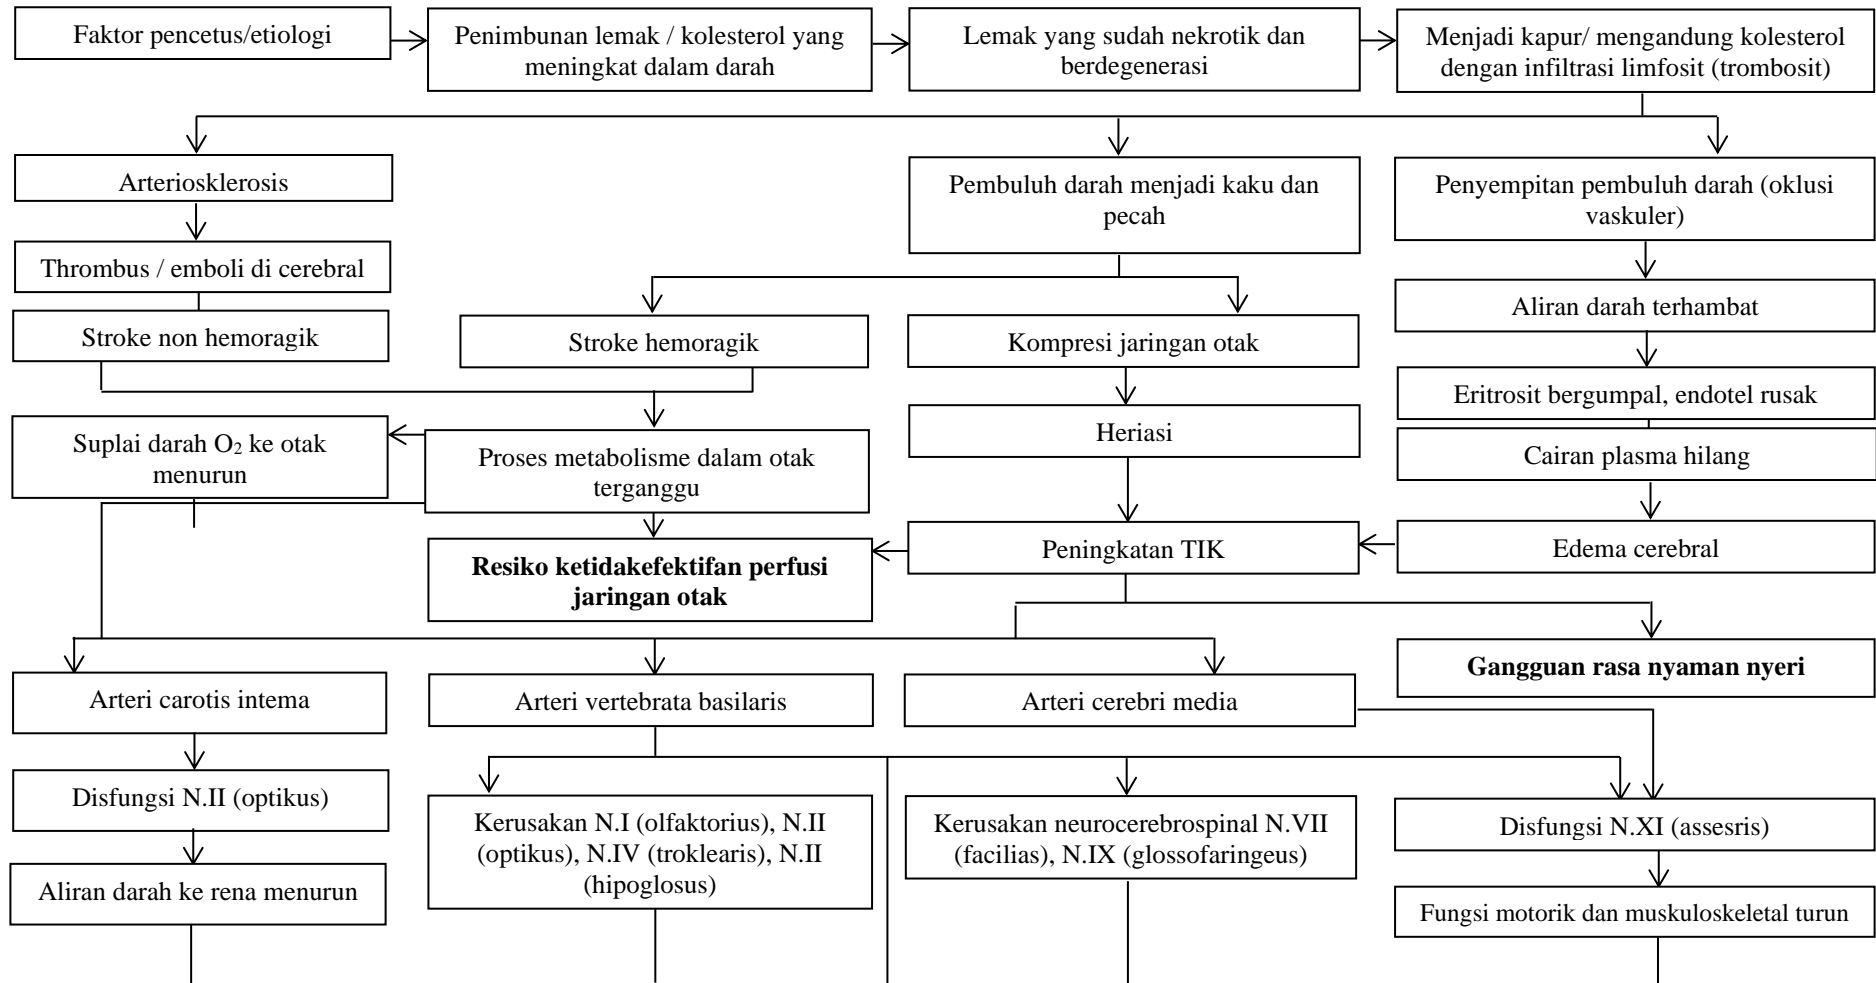 Faktor pencetus/etiologi
Penimbunan lemak / kolesterol yang
meningkat dalam darah
Lemak yang sudah nekrotik dan
berdegenerasi
Menjadi kapur/ mengandung kolesterol
dengan infiltrasi limfosit (trombosit)
Arteriosklerosis
Pembuluh darah menjadi kaku dan
pecah
Penyempitan pembuluh darah (oklusi
vaskuler)
Thrombus / emboli di cerebral
Aliran darah terhambat
Stroke non hemoragik
Stroke hemoragik
Kompresi jaringan otak
Eritrosit bergumpal, endotel rusak
Suplai darah O₂ ke otak
menurun
Proses metabolisme dalam otak
terganggu
Heriasi
Cairan plasma hilang
Resiko ketidakefektifan perfusi
jaringan otak
Peningkatan TIK
Edema cerebral
Arteri carotis intema
Arteri vertebrata basilaris
Arteri cerebri media
Gangguan rasa nyaman nyeri
Disfungsi N.II (optikus)
Kerusakan N.I (olfaktorius), N.II
(optikus), N.IV (troklearis), N.II
(hipoglosus)
Kerusakan neurocerebrospinal N.VII
(facilias), N.IX (glossofaringeus)
Disfungsi N.XI (assesris)
Aliran darah ke rena menurun
Fungsi motorik dan muskuloskeletal turun